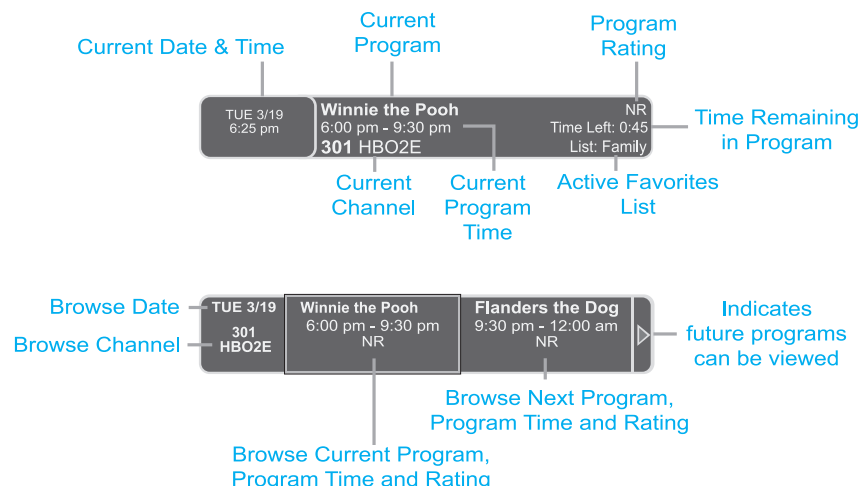 Current
Program
Program
Rating
Current Date & Time
TUE 3/19
6:25 pm
Winnie the Pooh
6:00 pm - 9:30 pm
301 HBO2E
NR
Time Left: 0:45
List: Family
Time Remaining
in Program
Current
Channel
Current
Program
Time
Active Favorites
List
Browse Date
Browse Channel
TUE 3/19
301
HBO2E
Winnie the Pooh
6:00 pm - 9:30 pm
NR
Flanders the Dog
9:30 pm - 12:00 am
NR
Indicates
future programs
can be viewed
Browse Next Program,
Program Time and Rating
Browse Current Program,
Program Time and Rating